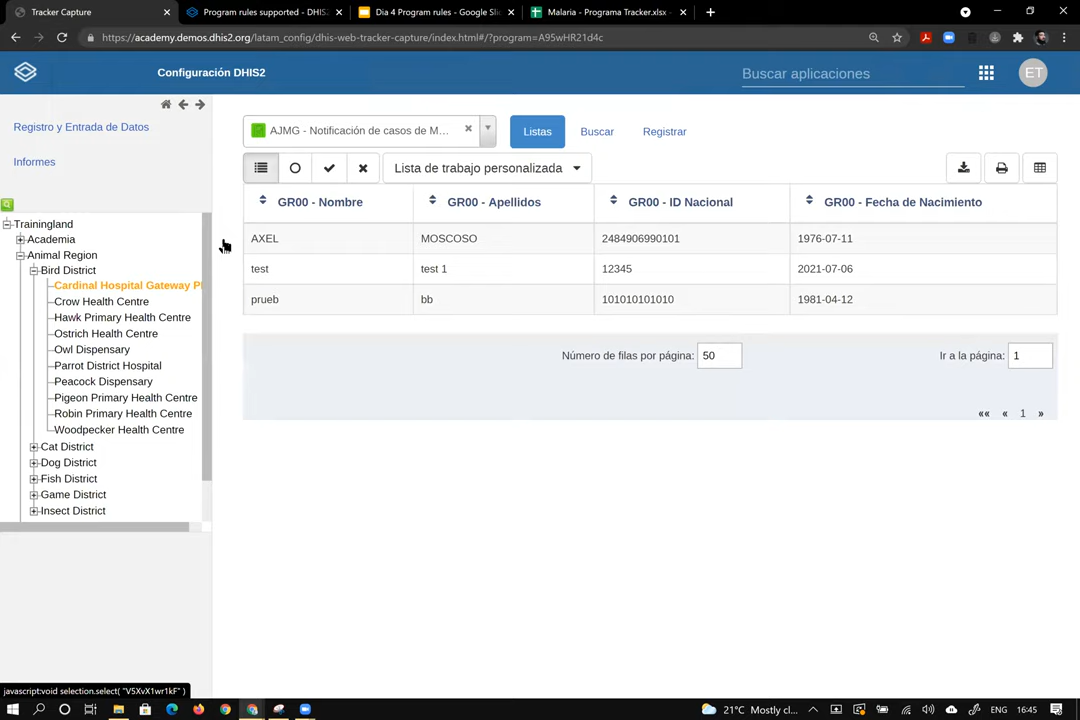 Tracker Capture
Program rules supported - DHIS
Dia 4 Program rules - Google Sli
Malaria - Programa Tracker.xlsx -
https://academy.demos.dhis2.org/latam_config/dhis-web-tracker-capture/index.html#/?program=A95wHR21d4c
Configuración DHIS2
Buscar aplicaciones
ET
Registro y Entrada de Datos
Informes
AJMG - Notificación de casos de M...
Listas
Buscar
Registrar
Lista de trabajo personalizada
GR00 - Nombre
GR00 - Apellidos
GR00 - ID Nacional
GR00 - Fecha de Nacimiento
AXEL
MOSCOSO
2484906990101
1976-07-11
test
test 1
12345
2021-07-06
prueb
bb
101010101010
1981-04-12
Número de filas por página:
50
Ir a la página:
1
«« « 1 »
Trainingland
Academia
Animal Region
Bird District
Cardinal Hospital Gateway P
Crow Health Centre
Hawk Primary Health Centre
Ostrich Health Centre
Owl Dispensary
Parrot District Hospital
Peacock Dispensary
Pigeon Primary Health Centre
Robin Primary Health Centre
Woodpecker Health Centre
Cat District
Dog District
Fish District
Game District
Insect District
javascript:void selection.select( "V5XvX1wr1kF" )
21°C Mostly cl...
ENG
16:45